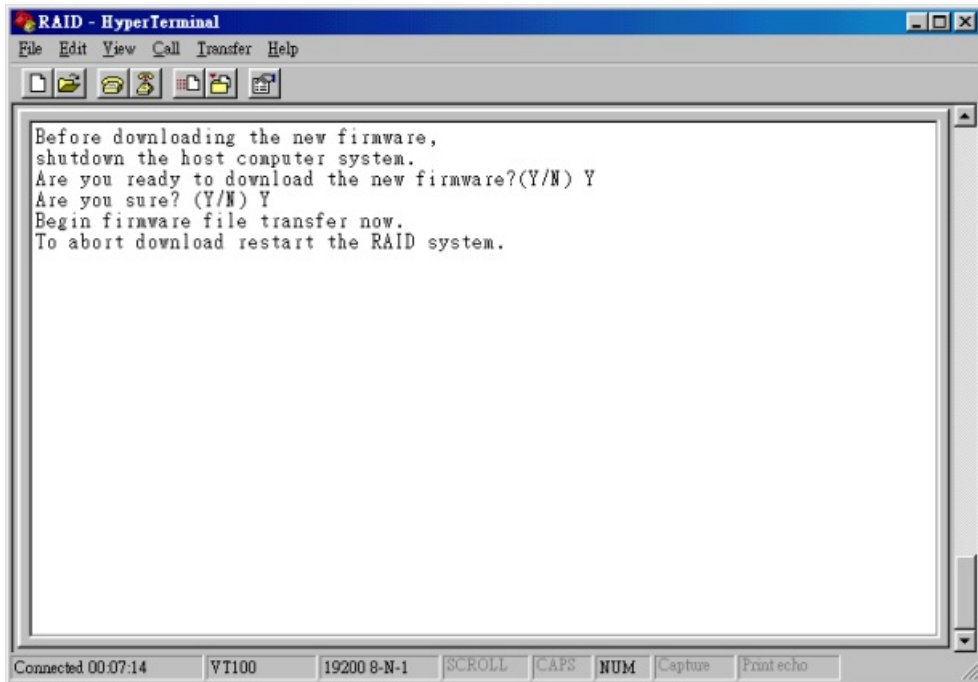 RAID - HyperTerminal
File Edit View Call Transfer Help
Before downloading the new firmware,
shutdown the host computer system.
Are you ready to download the new firmware?(Y/N) Y
Are you sure? (Y/N) Y
Begin firmware file transfer now.
To abort download restart the RAID system.
Connected 00:07:14 VT100 19200 8-N-1 SCROLL CAPS NUM Capture Print echo